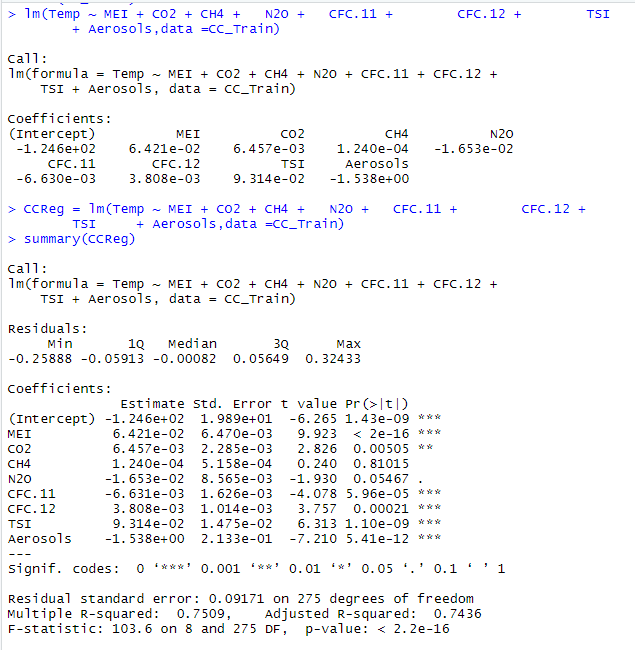 > lm(Temp ~ MEI + CO2 + CH4 +   N2O +   CFC.11 +        CFC.12 +        TSI
        + Aerosols,data =CC_Train)
Call:
lm(formula = Temp ~ MEI + CO2 + CH4 + N2O + CFC.11 + CFC.12 +
    TSI + Aerosols, data = CC_Train)
Coefficients:
(Intercept)          MEI          CO2          CH4          N2O
 -1.246e+02    6.421e-02    6.457e-03    1.240e-04   -1.653e-02
     CFC.11       CFC.12          TSI     Aerosols
 -6.630e-03    3.808e-03    9.314e-02   -1.538e+00
> CCReg = lm(Temp ~ MEI + CO2 + CH4 +   N2O +   CFC.11 +        CFC.12 +
        TSI     + Aerosols,data =CC_Train)
> summary(CCReg)
Call:
lm(formula = Temp ~ MEI + CO2 + CH4 + N2O + CFC.11 + CFC.12 +
    TSI + Aerosols, data = CC_Train)
Residuals:
     Min       1Q   Median       3Q      Max
-0.25888 -0.05913 -0.00082  0.05649  0.32433
Coefficients:
              Estimate Std. Error t value Pr(>|t|)
(Intercept) -1.246e+02  1.989e+01  -6.265 1.43e-09 ***
MEI          6.421e-02  6.470e-03   9.923  < 2e-16 ***
CO2          6.457e-03  2.285e-03   2.826  0.00505 **
CH4          1.240e-04  5.158e-04   0.240  0.81015
N2O         -1.653e-02  8.565e-03  -1.930  0.05467 .
CFC.11      -6.631e-03  1.626e-03  -4.078 5.96e-05 ***
CFC.12       3.808e-03  1.014e-03   3.757  0.00021 ***
TSI          9.314e-02  1.475e-02   6.313 1.10e-09 ***
Aerosols    -1.538e+00  2.133e-01  -7.210 5.41e-12 ***
---
Signif. codes:  0 ‘***’ 0.001 ‘**’ 0.01 ‘*’ 0.05 ‘.’ 0.1 ‘ ’ 1
Residual standard error: 0.09171 on 275 degrees of freedom
Multiple R-squared:  0.7509,    Adjusted R-squared:  0.7436
F-statistic: 103.6 on 8 and 275 DF,  p-value: < 2.2e-16